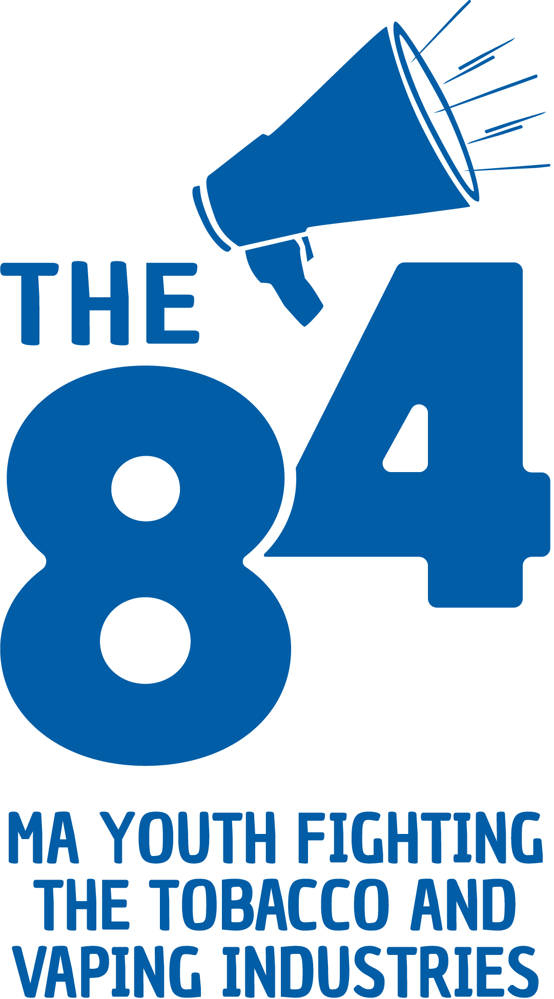 THE
84
MA YOUTH FIGHTING
THE TOBACCO AND
VAPING INDUSTRIES